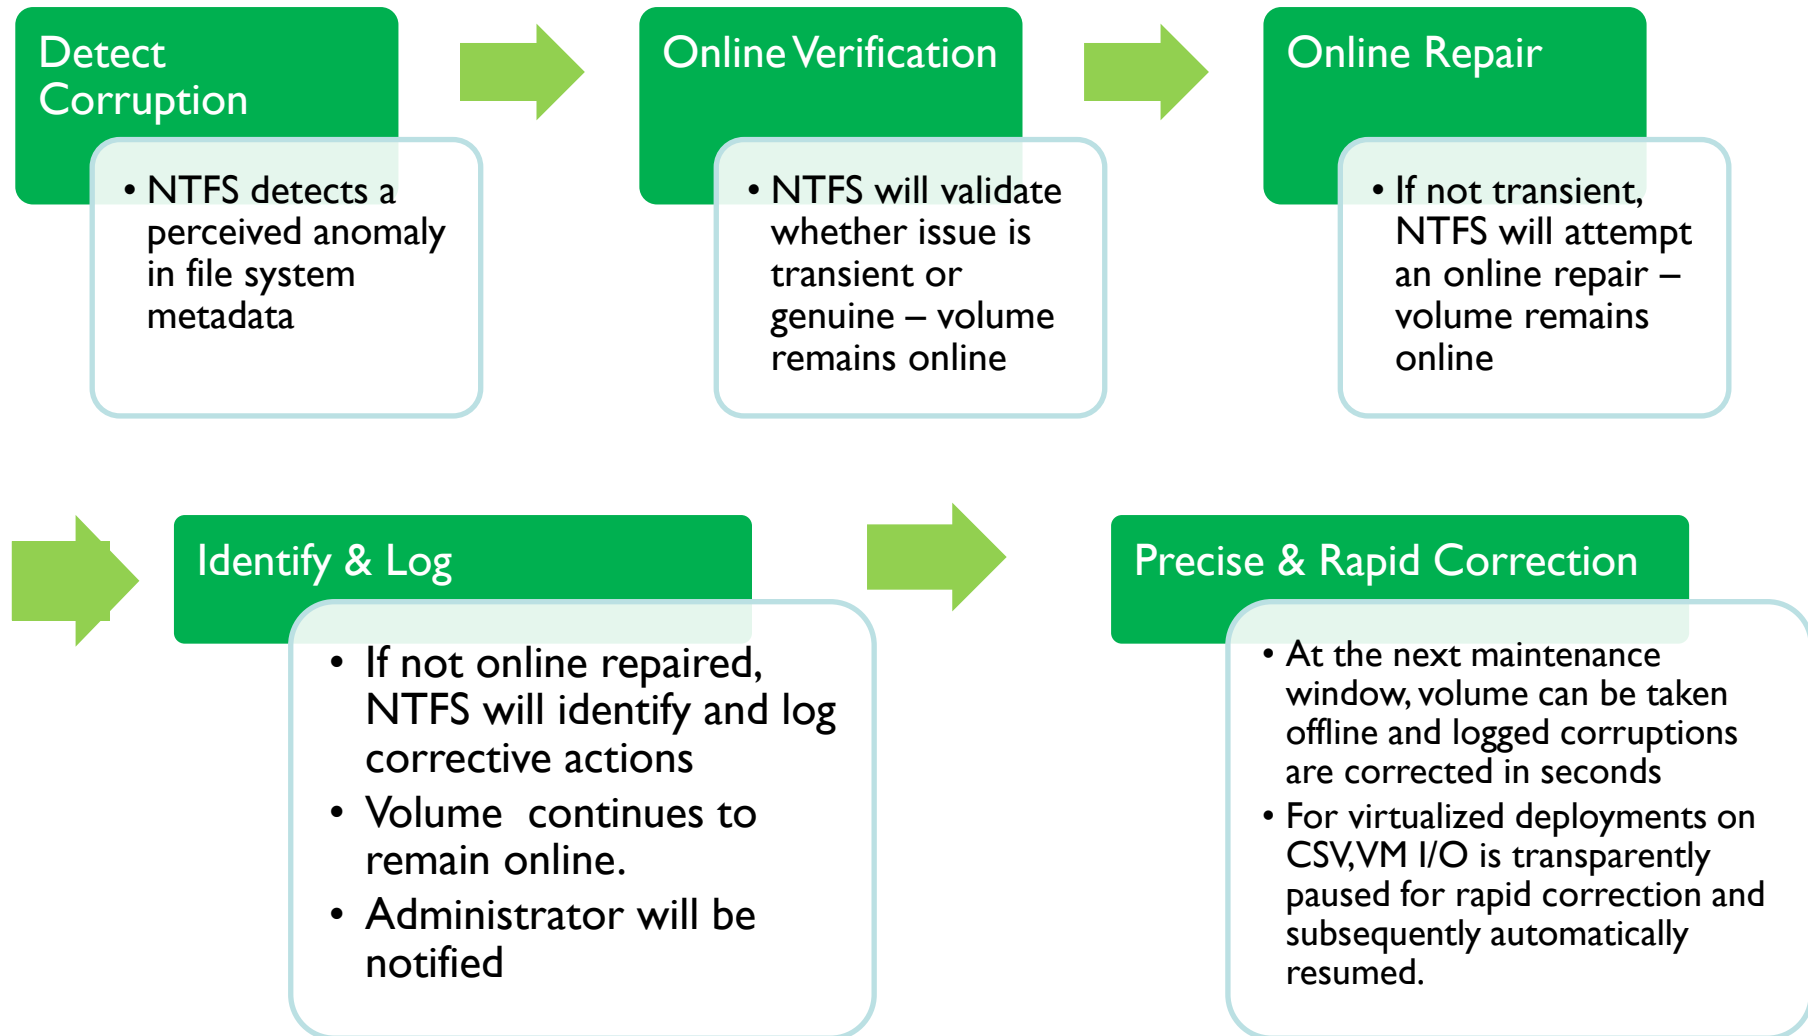 Detect
Corruption
• NTFS detects a
perceived anomaly
in file system
metadata
Online Verification
• NTFS will validate
whether issue is
transient or
genuine – volume
remains online
Online Repair
• If not transient,
NTFS will attempt
an online repair –
volume remains
online
Identify & Log
• If not online repaired,
NTFS will identify and log
corrective actions
• Volume  continues to
remain online.
• Administrator will be
notified
Precise & Rapid Correction
• At the next maintenance
window, volume can be taken
offline and logged corruptions
are corrected in seconds
• For virtualized deployments on
CSV, VM I/O is transparently
paused for rapid correction and
subsequently automatically
resumed.